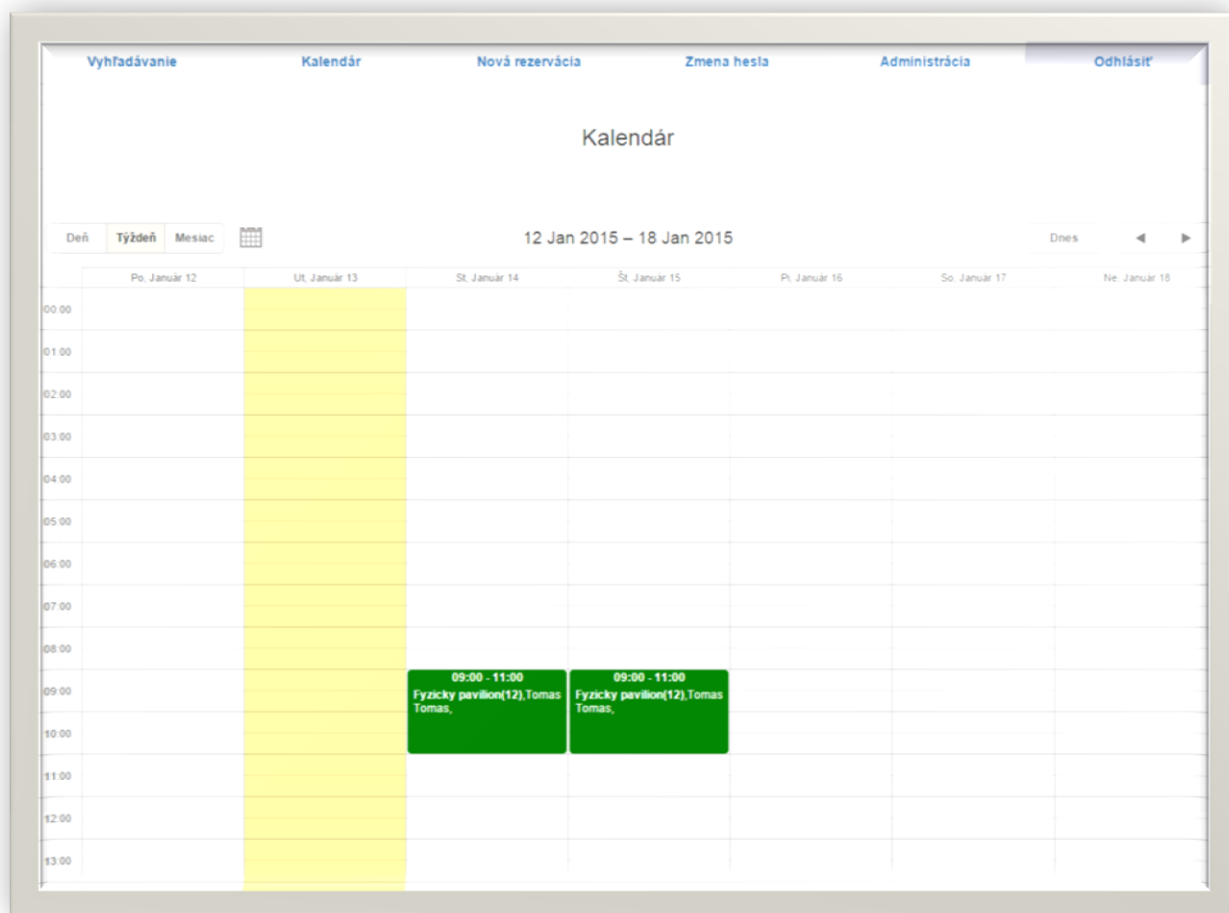 Vyhľadávanie Kalendár Nová rezervácia Zmena hesla Administrácia Odhlásiť
Kalendár
Deň Týždeň Mesiac 12 Jan 2015 – 18 Jan 2015 Dnes
Po, Január 12 Ut, Január 13 St, Január 14 Št, Január 15 Pi, Január 16 So, Január 17 Ne, Január 18
00:00
01:00
02:00
03:00
04:00
05:00
06:00
07:00
08:00
09:00 - 11:00 09:00 - 11:00
09:00 Fyzicky pavilion(12),Tomas Fyzicky pavilion(12),Tomas
Tomas, Tomas,
10:00
11:00
12:00
13:00